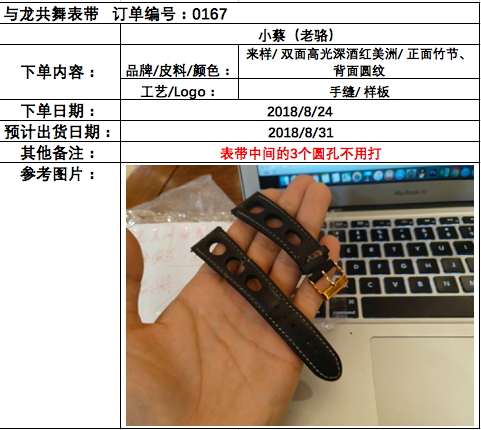 与龙共舞表带 订单编号：0167
小蔡（老骆）
下单内容：
品牌/皮料/颜色：
来样/ 双面高光深酒红美洲/ 正面竹节、
背面圆纹
工艺/Logo：
手缝/ 样板
下单日期：
2018/8/24
预计出货日期：
2018/8/31
其他备注：
表带中间的3个圆孔不用打
参考图片：
MacBook Air